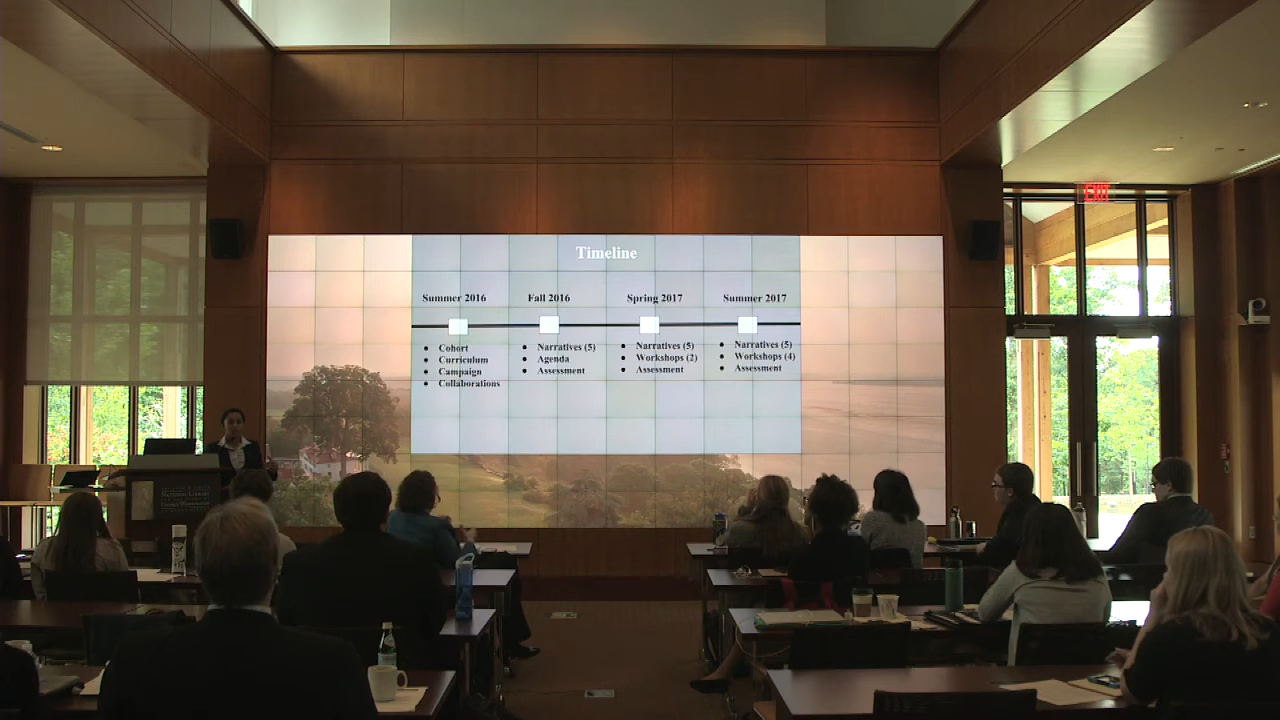 EXIT
Timeline
Summer 2016
Fall 2016
Spring 2017
Summer 2017
• Cohort
• Curriculum
• Campaign
• Collaborations
• Narratives (5)
• Agenda
• Assessment
• Narratives (5)
• Workshops (2)
• Assessment
• Narratives (5)
• Workshops (4)
• Assessment